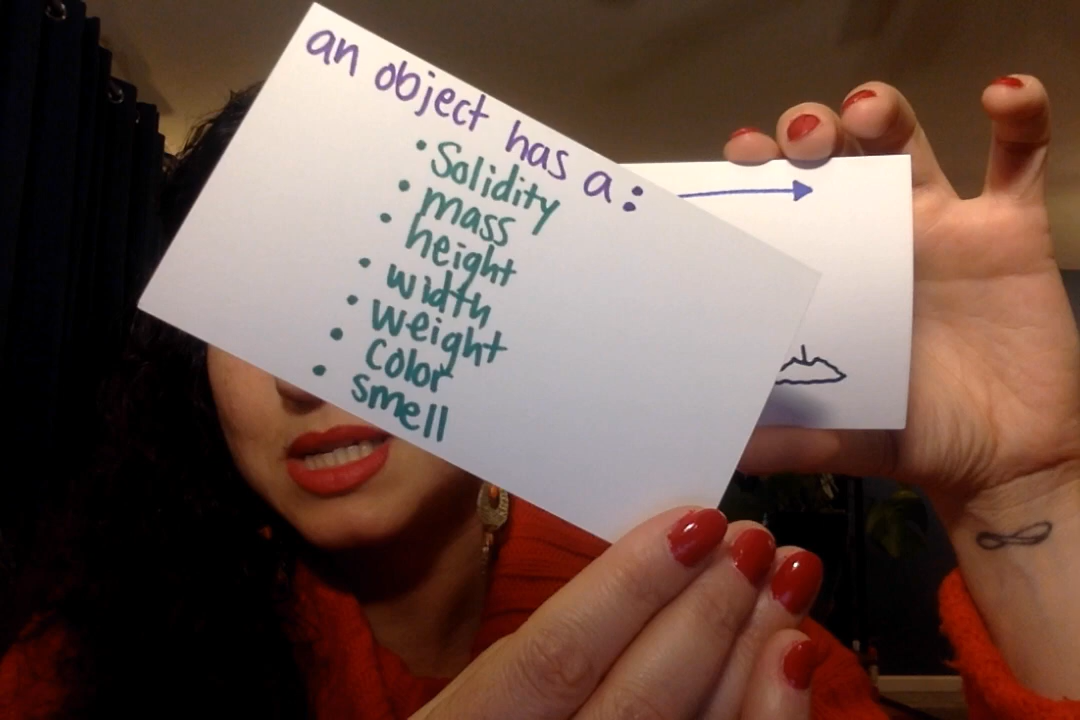 an object has a:
• Solidity
• mass
• height
• width
• weight
• Color
• smell